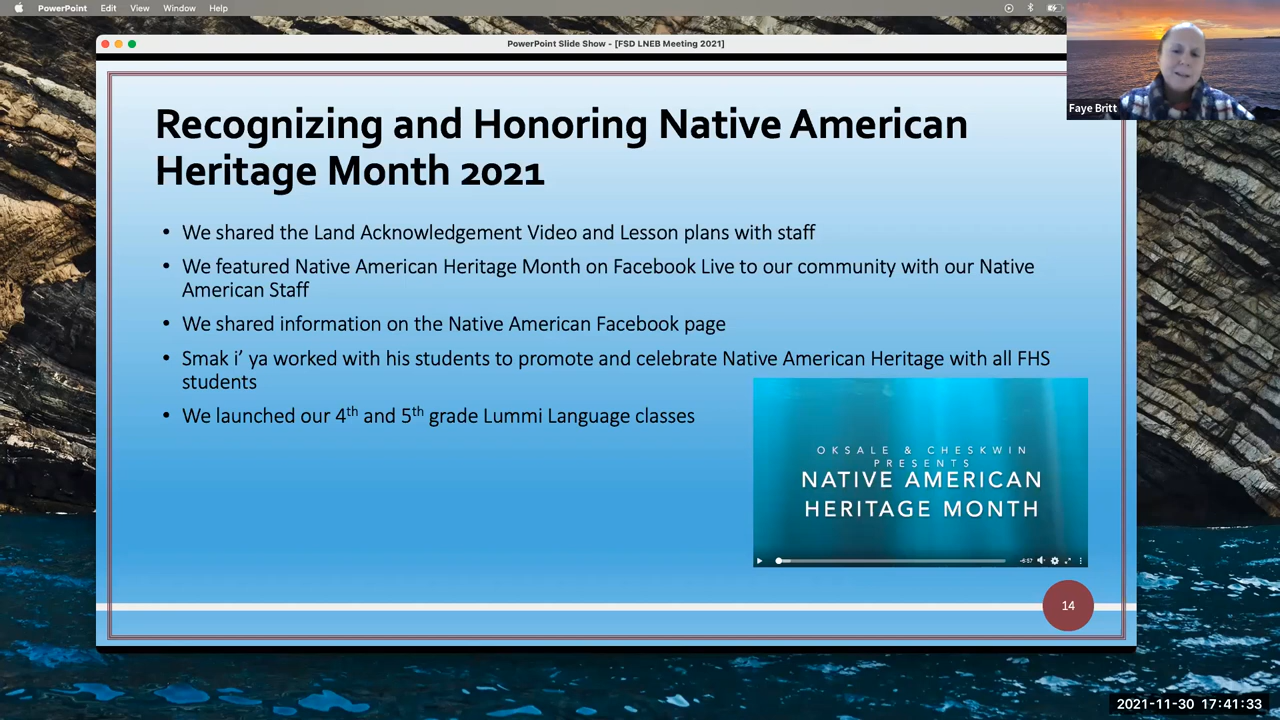 PowerPoint Edit View Window Help
PowerPoint Slide Show - [FSD LNEB Meeting 2021]
Faye Britt
Recognizing and Honoring Native American
Heritage Month 2021
• We shared the Land Acknowledgement Video and Lesson plans with staff
• We featured Native American Heritage Month on Facebook Live to our community with our Native
American Staff
• We shared information on the Native American Facebook page
• Smak i’ ya worked with his students to promote and celebrate Native American Heritage with all FHS
students
• We launched our 4th and 5th grade Lummi Language classes
OKSALE & CHESKWIN
PRESENTS
NATIVE AMERICAN
HERITAGE MONTH
-5:57
14
2021-11-30 17:41:33